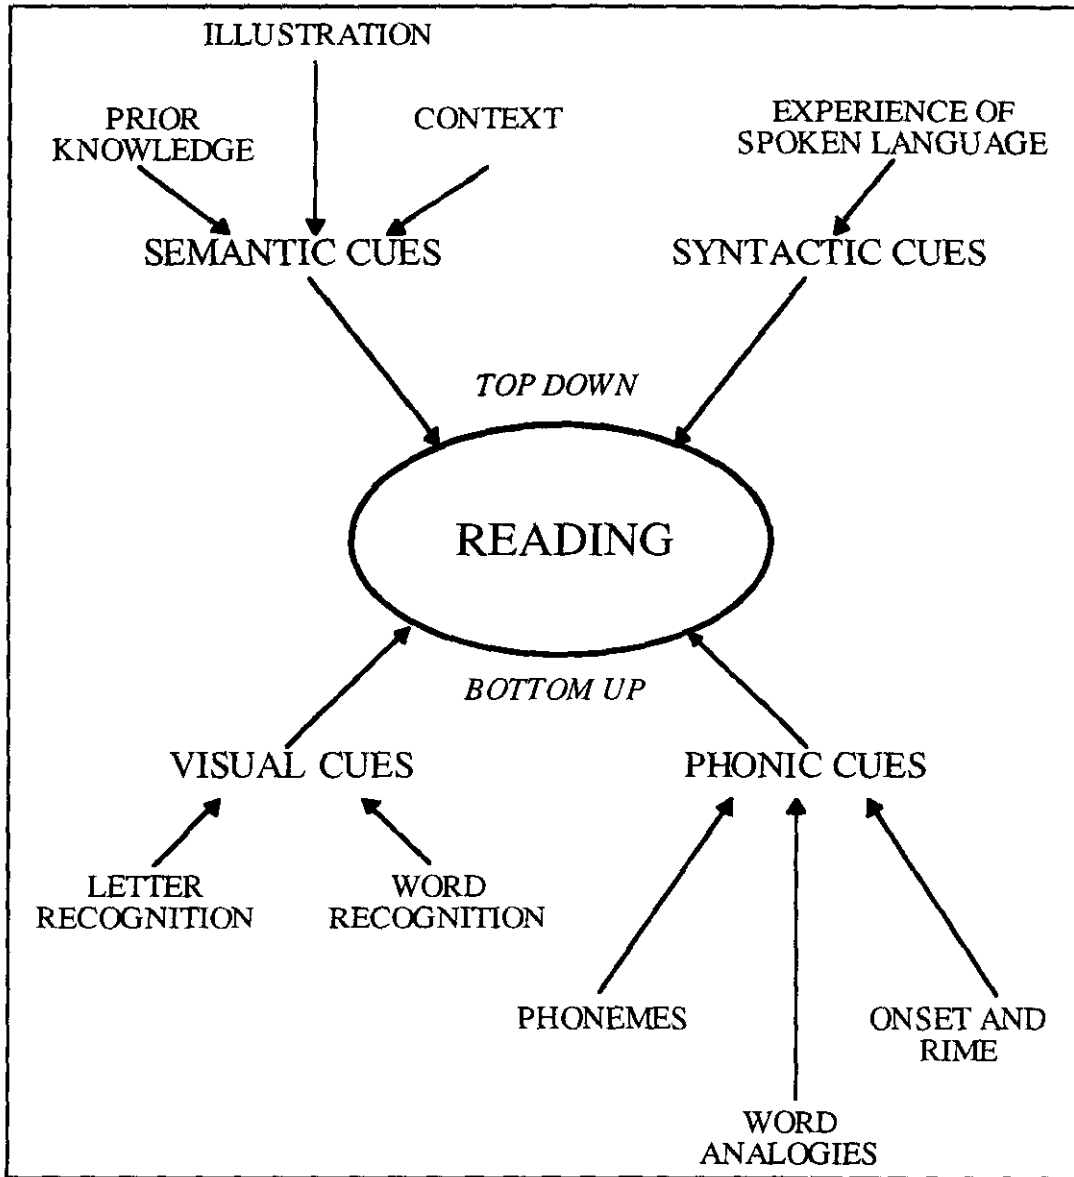 ILLUSTRATION
PRIOR
KNOWLEDGE
CONTEXT
EXPERIENCE OF
SPOKEN LANGUAGE
SEMANTIC CUES
SYNTACTIC CUES
TOP DOWN
READING
BOTTOM UP
VISUAL CUES
PHONIC CUES
LETTER
RECOGNITION
WORD
RECOGNITION
PHONEMES
ONSET AND
RIME
WORD
ANALOGIES